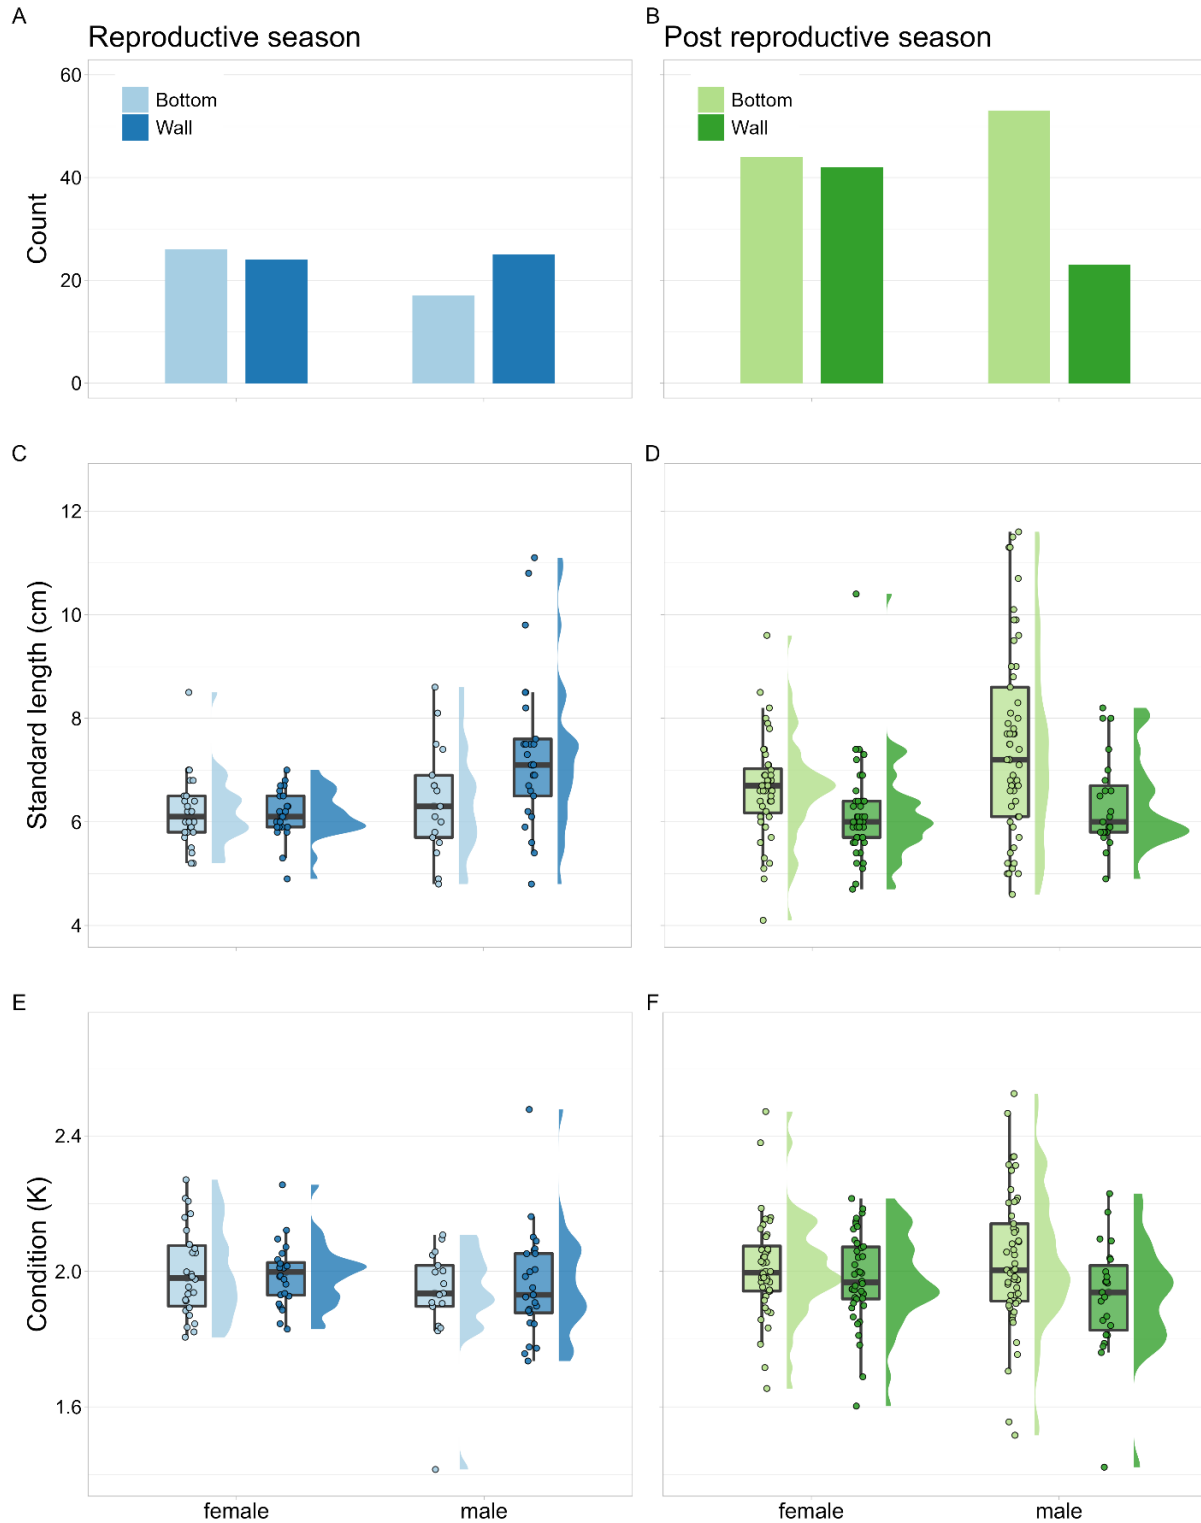 A
B
Reproductive season
Post reproductive season
60
40
20
0
Count
Bottom
Wall
Bottom
Wall
C
D
12
10
8
6
4
Standard length (cm)
E
F
2.4
2.0
1.6
Condition (K)
female
male
female
male